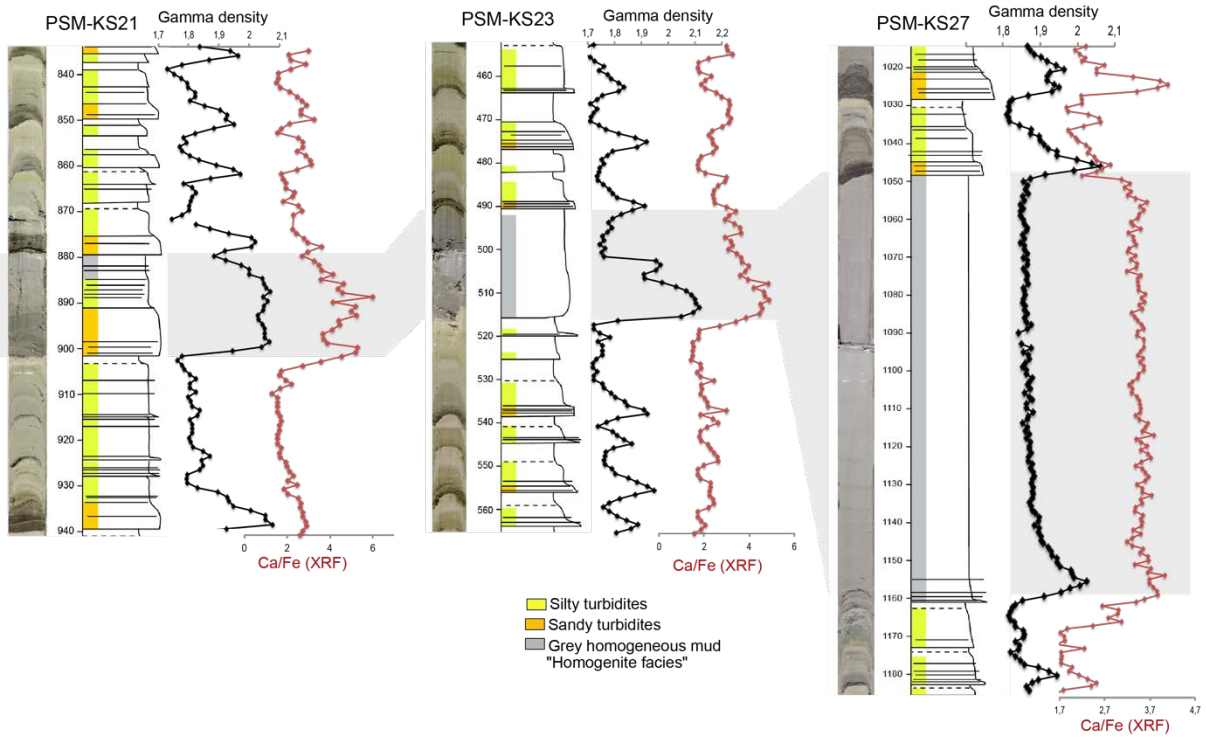 PSM-KS21
Gamma density
1,7 1,8 1,9 2 2,1
840
850
860
870
880
890
900
910
920
930
940
0 2 4 6
Ca/Fe (XRF)
PSM-KS23
Gamma density
1,7 1,8 1,9 2 2,1 2,2
460
470
480
490
500
510
520
530
540
550
560
0 2 4 6
Ca/Fe (XRF)
PSM-KS27
Gamma density
1,7 1,8 1,9 2 2,1
1020
1030
1040
1050
1060
1070
1080
1090
1100
1110
1120
1130
1140
1150
1160
1170
1180
1,7 2,7 3,7 4,7
Ca/Fe (XRF)
Silty turbidites
Sandy turbidites
Grey homogeneous mud
"Homogenite facies"